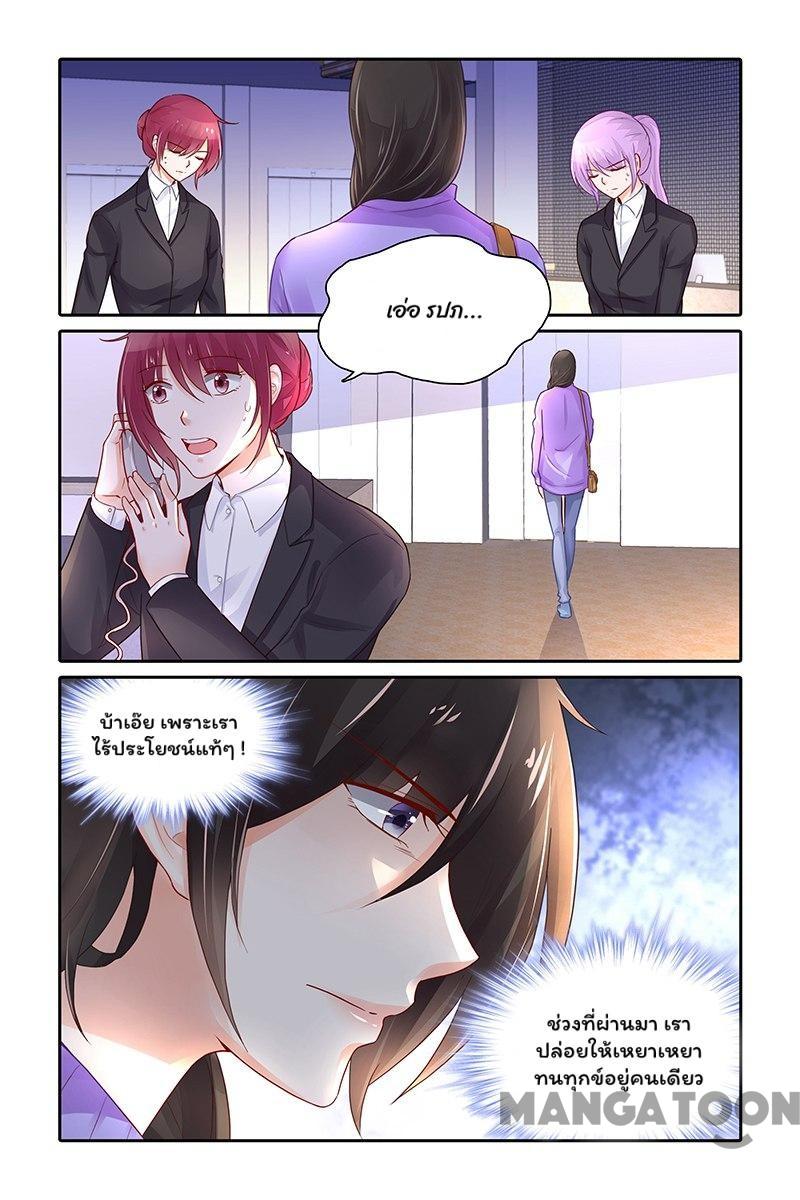 เอ่อ รปภ...
บ้าเอ๊ย เพราะเรา
ไร้ประโยชน์แท้ๆ !
ช่วงที่ผ่านมา เรา
ปล่อยให้เหยาเหยา
ทนทุกข์อยู่คนเดียว
MANGATOON